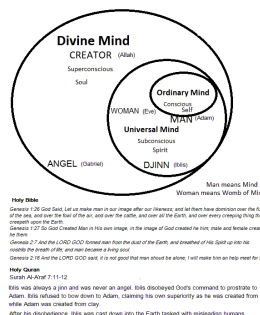 Divine Mind
CREATOR (Allah)
Superconscious
Soul
Ordinary Mind
Conscious
Self
WOMAN (Eve)
MAN (Adam)
Universal Mind
Subconscious
Spirit
ANGEL (Gabriel)
DJINN (Iblis)
Man means Mind
Woman means Womb of Mi
Holy Bible
Genesis 1:26 God Said, Let us make man in our image after our likeness; and let them have dominion over the fi
of the sea, and over the fowl of the air, and over the cattle, and over all the Earth, and over every creeping thing th
creepeth upon the Earth.
Genesis 1:27 So God Created Man in His own image, in the image of God created he him; male and female creat
he them
Genesis 2:7 And the LORD GOD formed man from the dust of the Earth; and breathed of His Spirit up into his
nostrils the breath of life; and man became a living soul.
Genesis 2:18 And the LORD GOD said, it is not good that man should be alone; I will make him an help meet for
Holy Quran
Surah Al-A'raf 7:11-12
Iblis was always a jinn and was never an angel. Iblis disobeyed God's command to prostrate to
Adam. Iblis refused to bow down to Adam, claiming his own superiority as he was created from
while Adam was created from clay.
After his disobedience, Iblis was cast down into the Earth tasked with misleading humans